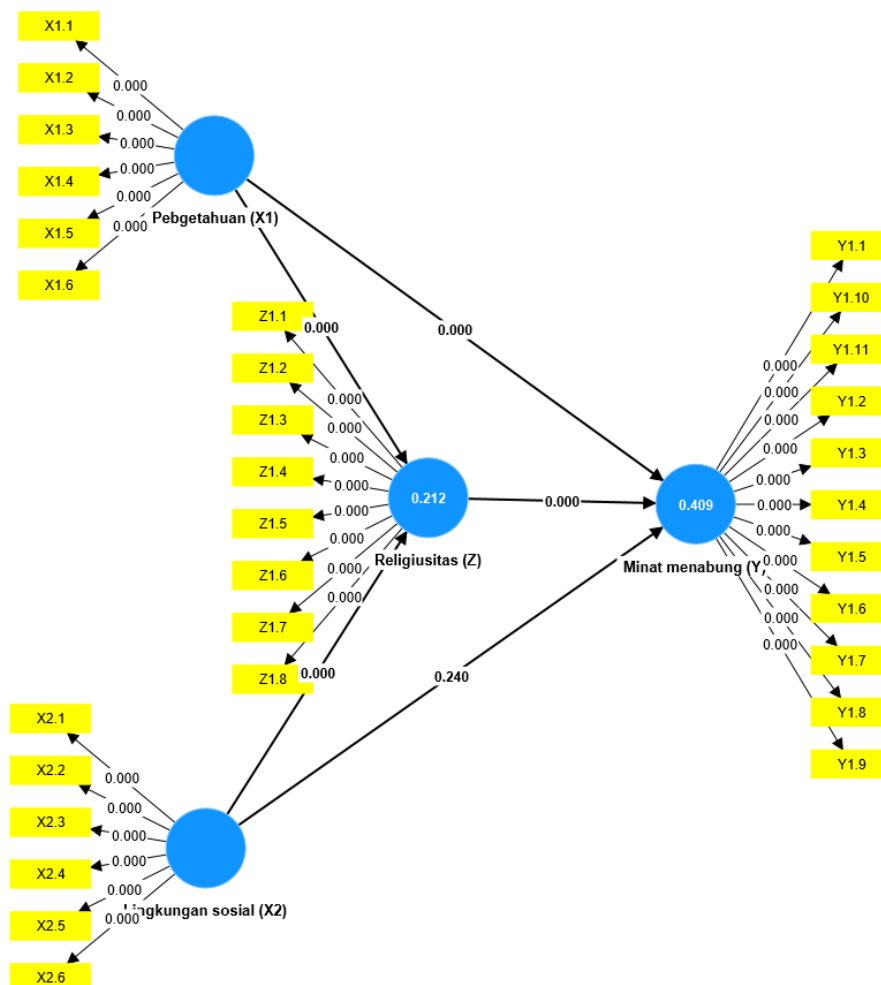 X1.1
0.000
X1.2
0.000
X1.3
0.000
X1.4
0.000
X1.5
0.000
X1.6
0.000
Pebgetahuan (X1)
0.000
0.000
Z1.1
0.000
Z1.2
0.000
Z1.3
0.000
Z1.4
0.000
Z1.5
0.000
Z1.6
0.000
Z1.7
0.000
Z1.8
0.000
0.212
Religiusitas (Z)
0.000
0.000
0.240
0.409
Minat menabung (Y
Y1.1
0.000
Y1.10
0.000
Y1.11
0.000
Y1.2
0.000
Y1.3
0.000
Y1.4
0.000
Y1.5
0.000
Y1.6
0.000
Y1.7
0.000
Y1.8
0.000
Y1.9
0.000
X2.1
0.000
X2.2
0.000
X2.3
0.000
X2.4
0.000
X2.5
0.000
X2.6
0.000
Lingkungan sosial (X2)